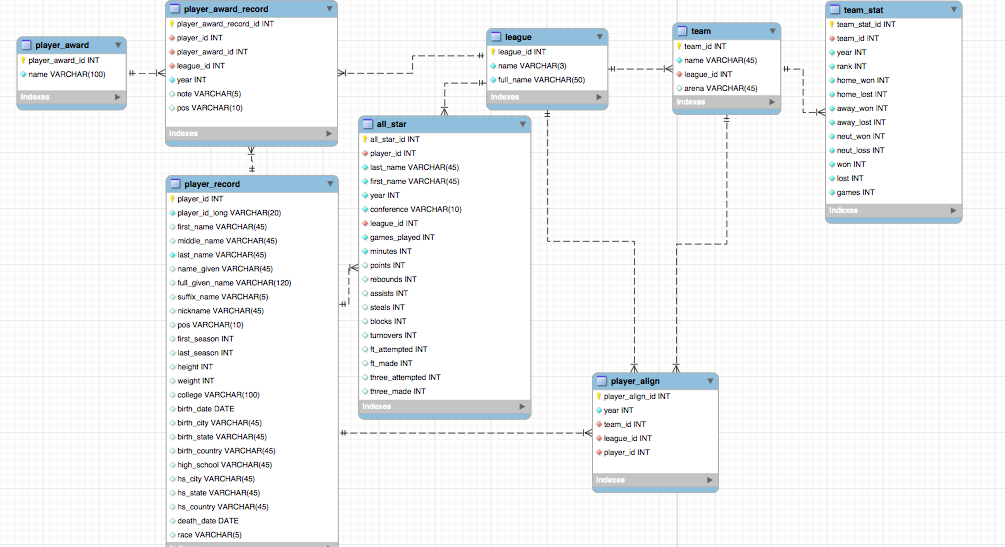 player_award
player_award_id INT
name VARCHAR(100)
Indexes
player_award_record
player_award_record_id INT
player_id INT
player_award_id INT
league_id INT
year INT
note VARCHAR(5)
pos VARCHAR(10)
Indexes
league
league_id INT
name VARCHAR(3)
full_name VARCHAR(50)
Indexes
team
team_id INT
name VARCHAR(45)
league_id INT
arena VARCHAR(45)
Indexes
team_stat
team_stat_id INT
team_id INT
year INT
rank INT
home_won INT
home_lost INT
away_won INT
away_lost INT
neut_won INT
neut_loss INT
won INT
lost INT
games INT
Indexes
all_star
all_star_id INT
player_id INT
last_name VARCHAR(45)
first_name VARCHAR(45)
year INT
conference VARCHAR(10)
league_id INT
games_played INT
minutes INT
points INT
rebounds INT
assists INT
steals INT
blocks INT
turnovers INT
ft_attempted INT
ft_made INT
three_attempted INT
three_made INT
Indexes
player_record
player_id INT
player_id_long VARCHAR(20)
first_name VARCHAR(45)
middle_name VARCHAR(45)
last_name VARCHAR(45)
name_given VARCHAR(45)
full_given_name VARCHAR(120)
suffix_name VARCHAR(5)
nickname VARCHAR(45)
pos VARCHAR(10)
first_season INT
last_season INT
height INT
weight INT
college VARCHAR(100)
birth_date DATE
birth_city VARCHAR(45)
birth_state VARCHAR(45)
birth_country VARCHAR(45)
high_school VARCHAR(45)
hs_city VARCHAR(45)
hs_state VARCHAR(45)
hs_country VARCHAR(45)
death_date DATE
race VARCHAR(5)
player_align
player_align_id INT
year INT
team_id INT
league_id INT
player_id INT
Indexes